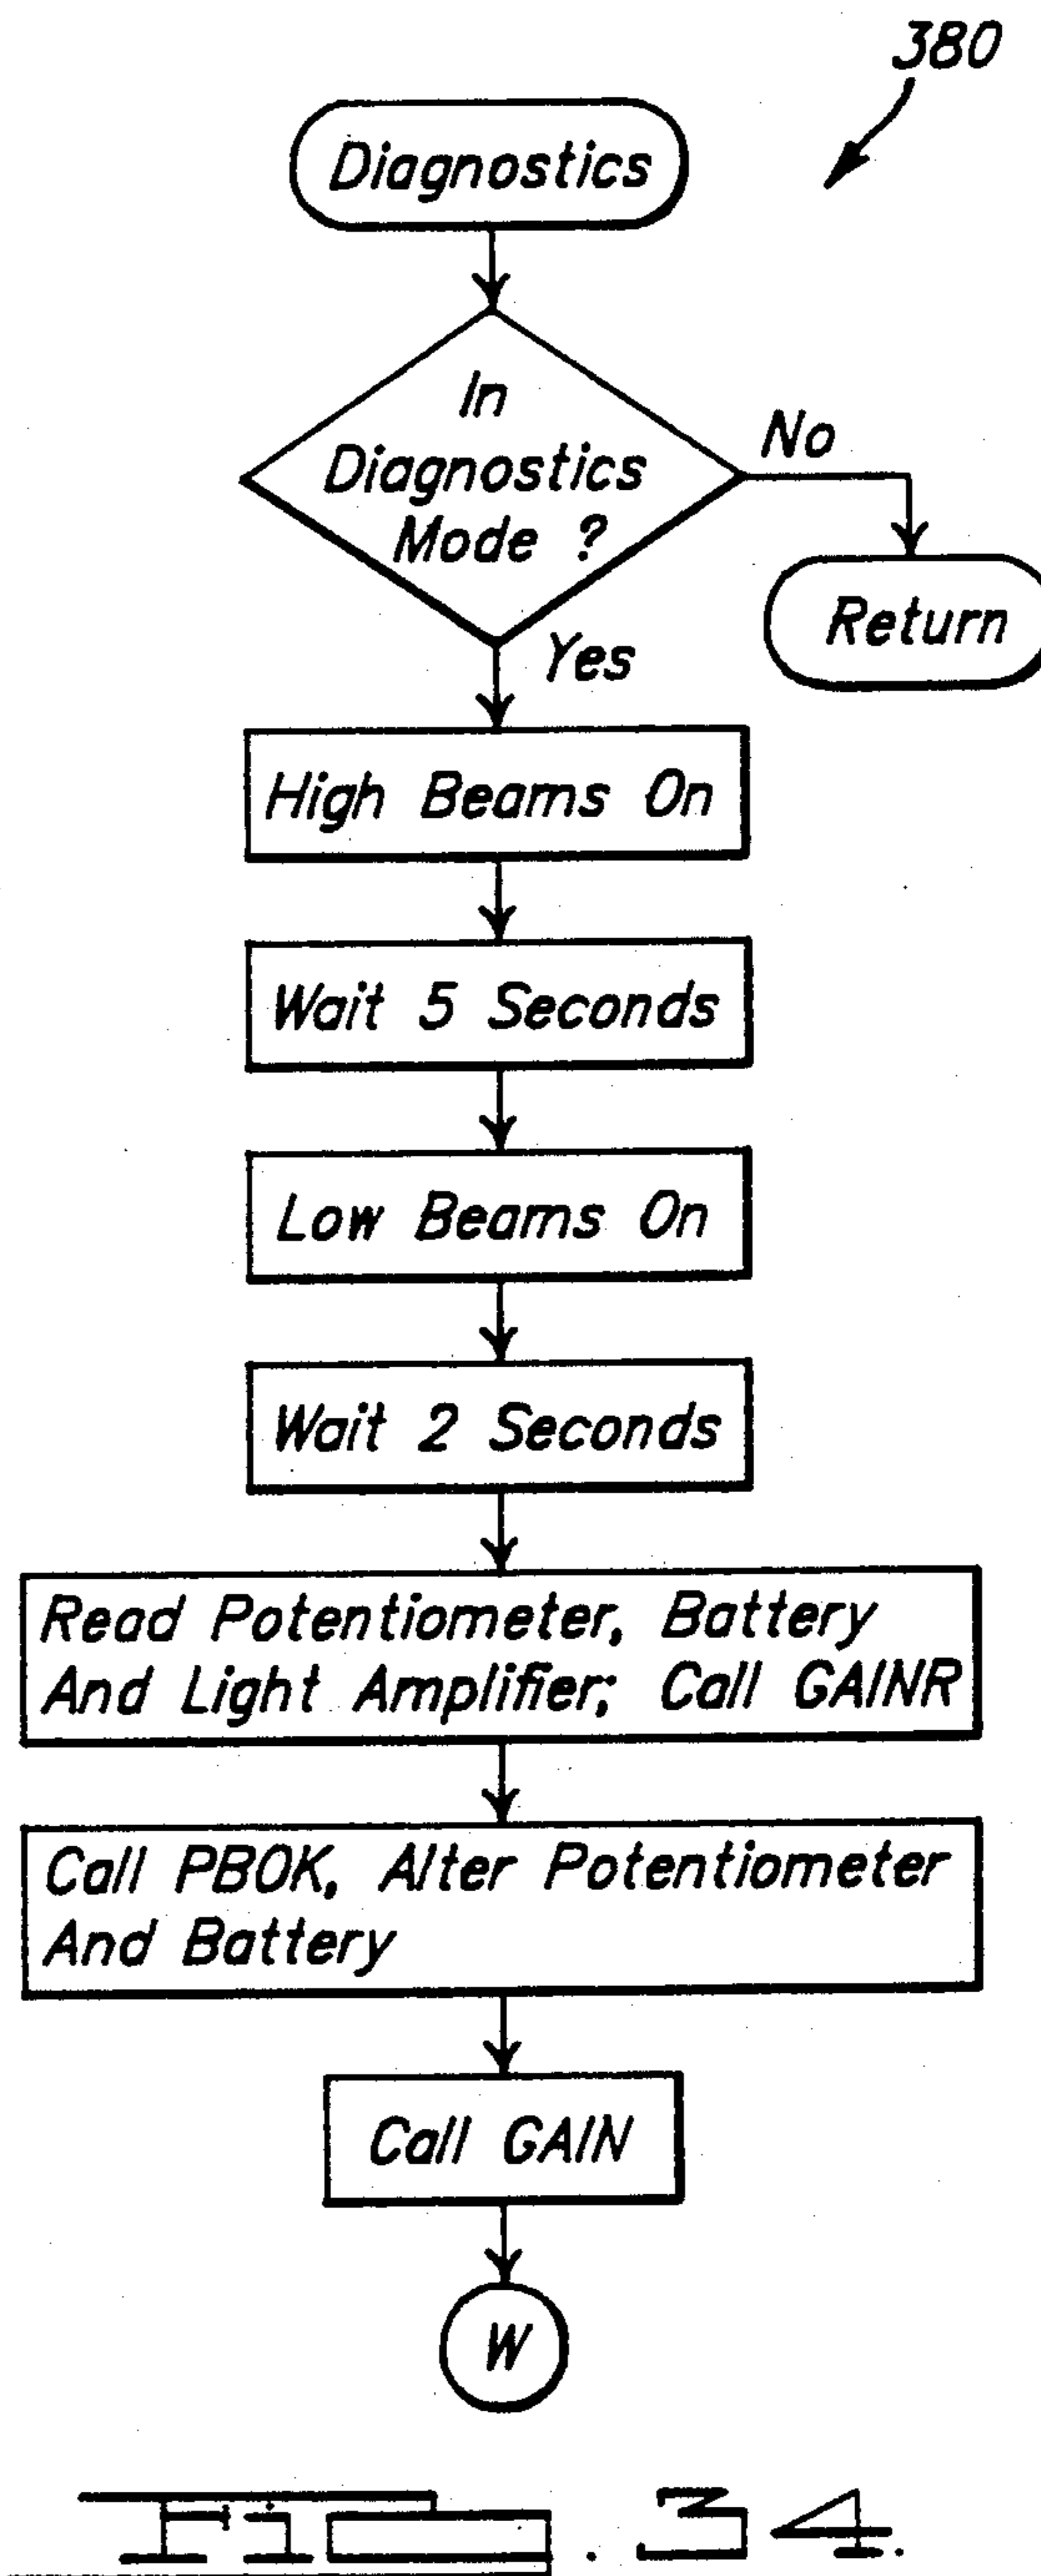 380
Diagnostics
In
Diagnostics
Mode ?
No
Return
Yes
High Beams On
Wait 5 Seconds
Low Beams On
Wait 2 Seconds
Read Potentiometer, Battery
And Light Amplifier; Call GAINR
Call PBOK, Alter Potentiometer
And Battery
Call GAIN
W
Fig. 34.